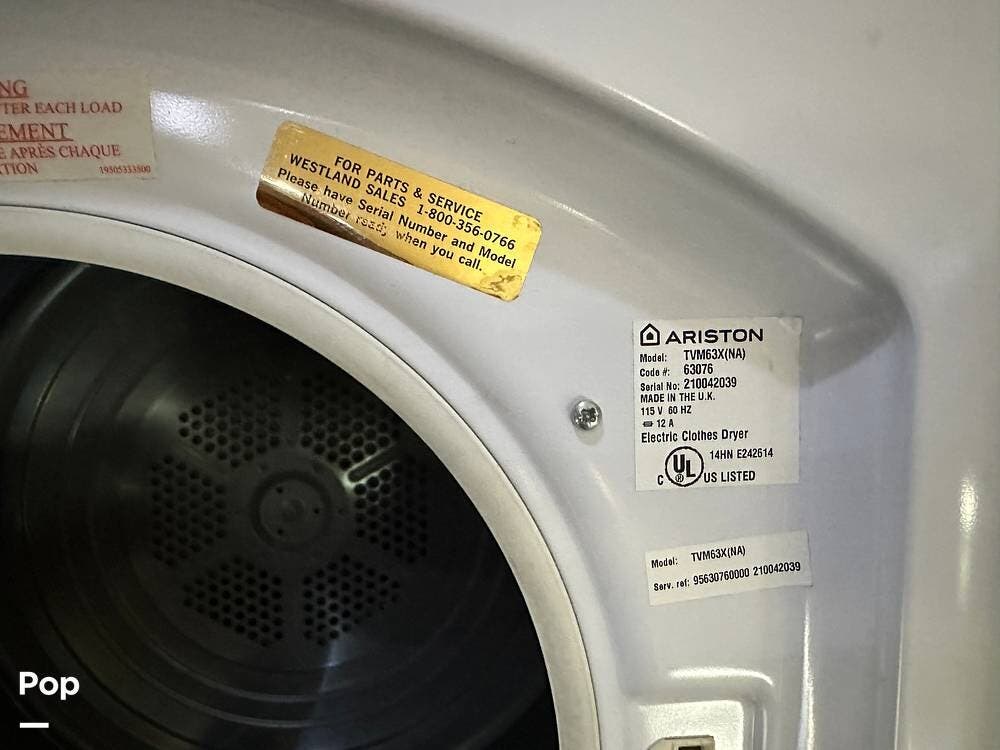 NG
TER EACH LOAD
EMENT
E APRÈS CHAQUE
TION
19505333500
FOR PARTS & SERVICE
WESTLAND SALES 1-800-356-0766
Please have Serial Number and Model
Number ready when you call.
ARISTON
Model: TVM63X(NA)
Code #: 63076
Serial No: 210042039
MADE IN THE U.K.
115 V 60 HZ
12 A
Electric Clothes Dryer
14HN E242614
C UL ® US LISTED
Model: TVM63X(NA)
Serv. ref: 95630760000 210042039
Pop